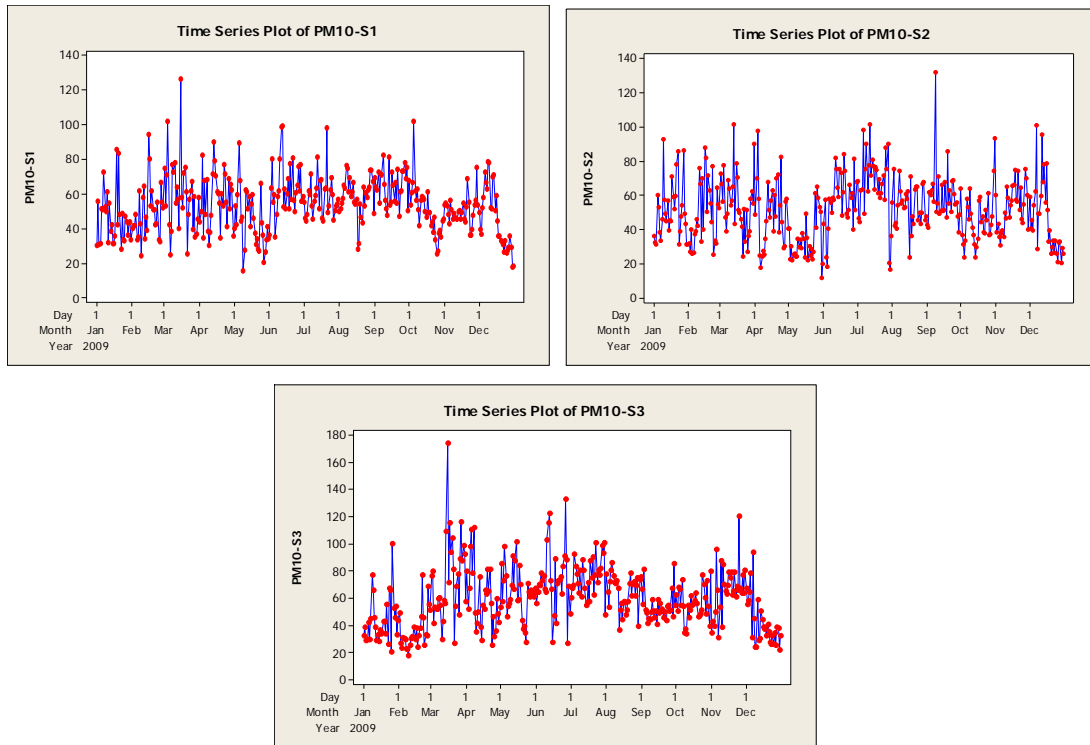 Time Series Plot of PM10-S1
PM10-S1
140
120
100
80
60
40
20
0
Day 1 1 1 1 1 1 1 1 1 1 1 1
Month Jan Feb Mar Apr May Jun Jul Aug Sep Oct Nov Dec
Year 2009
Time Series Plot of PM10-S2
PM10-S2
140
120
100
80
60
40
20
0
Day 1 1 1 1 1 1 1 1 1 1 1 1
Month Jan Feb Mar Apr May Jun Jul Aug Sep Oct Nov Dec
Year 2009
Time Series Plot of PM10-S3
PM10-S3
180
160
140
120
100
80
60
40
20
0
Day 1 1 1 1 1 1 1 1 1 1 1 1
Month Jan Feb Mar Apr May Jun Jul Aug Sep Oct Nov Dec
Year 2009